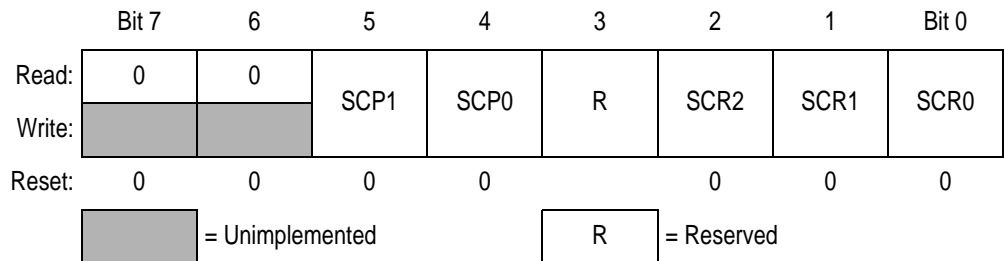 Bit 7 6 5 4 3 2 1 Bit 0
Read: 0 0 SCP1 SCP0 R SCR2 SCR1 SCR0
Write:
Reset: 0 0 0 0 0 0 0
= Unimplemented R = Reserved